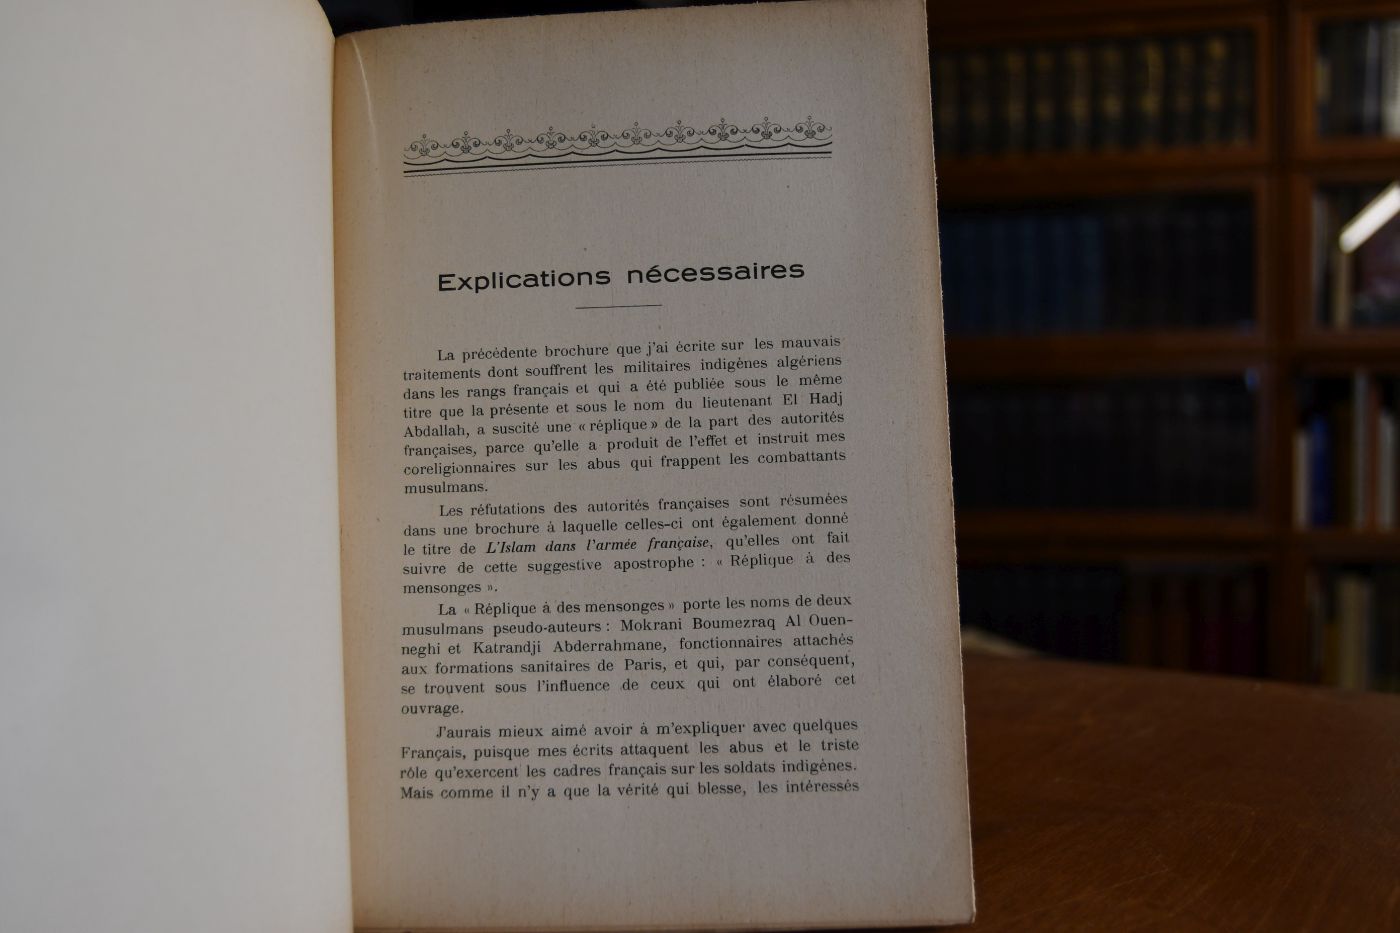 Explications nécessaires
La précédente brochure que j'ai écrite sur les mauvais
traitements dont souffrent les militaires indigènes algériens
dans les rangs français et qui a été publiée sous le même
titre que la présente et sous le nom du lieutenant El Hadj
Abdallah, a suscité une « réplique » de la part des autorités
françaises, parce qu'elle a produit de l'effet et instruit mes
coreligionnaires sur les abus qui frappent les combattants
musulmans.
Les réfutations des autorités françaises sont résumées
dans une brochure à laquelle celles-ci ont également donné
le titre de L'Islam dans l'armée française, qu'elles ont fait
suivre de cette suggestive apostrophe : « Réplique à des
mensonges ».
La « Réplique à des mensonges » porte les noms de deux
musulmans pseudo-auteurs : Mokrani Boumezraq Al Ouen-
neghi et Katrandji Abderrahmane, fonctionnaires attachés
aux formations sanitaires de Paris, et qui, par conséquent,
se trouvent sous l'influence de ceux qui ont élaboré cet
ouvrage.
J'aurais mieux aimé avoir à m'expliquer avec quelques
Français, puisque mes écrits attaquent les abus et le triste
rôle qu'exercent les cadres français sur les soldats indigènes.
Mais comme il n'y a que la vérité qui blesse, les intéressés